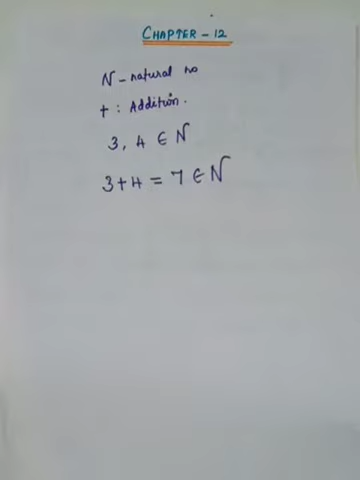 CHAPTER - 12
N - natural no
+ : Addition.
3, 4 ∈ N
3 + 4 = 7 ∈ N